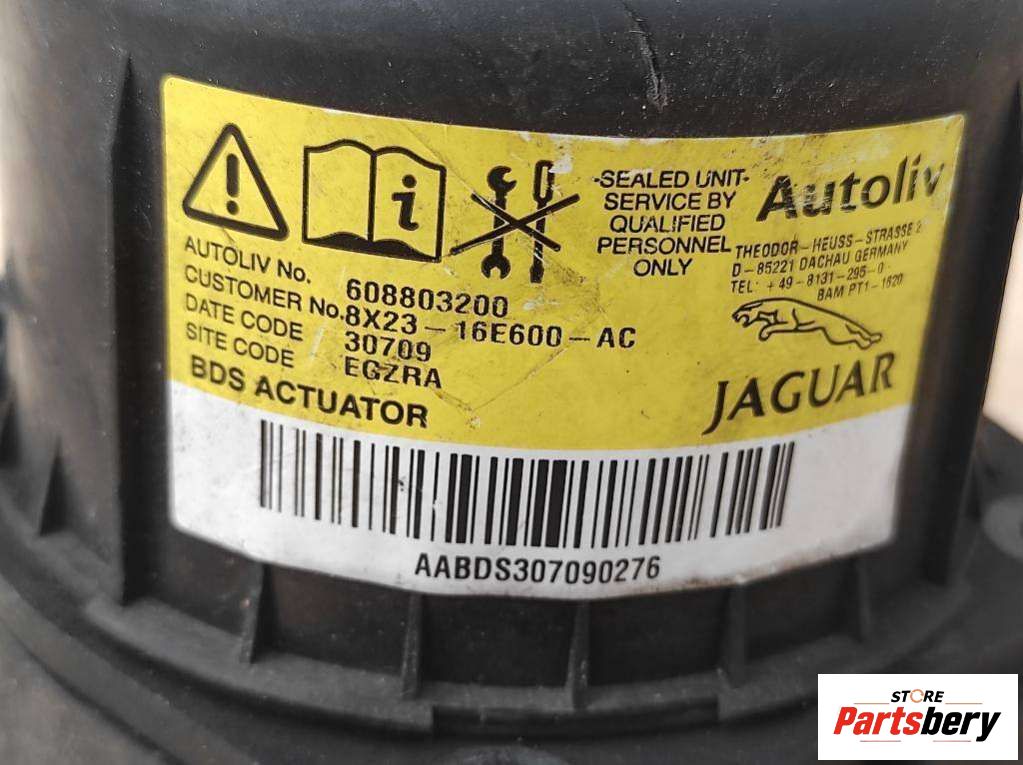 -SEALED UNIT-
SERVICE BY
QUALIFIED
PERSONNEL
ONLY
Autoliv
THEODOR-HEUSS-STRASSE 2
D-85221 DACHAU GERMANY
TEL: +49-8131-295-0
BAM PT1-1620
AUTOLIV No. 608803200
CUSTOMER No. 8X23-16E600-AC
DATE CODE 30709
SITE CODE EGZRA
BDS ACTUATOR
JAGUAR
AABDS307090276
STORE
Partsbery